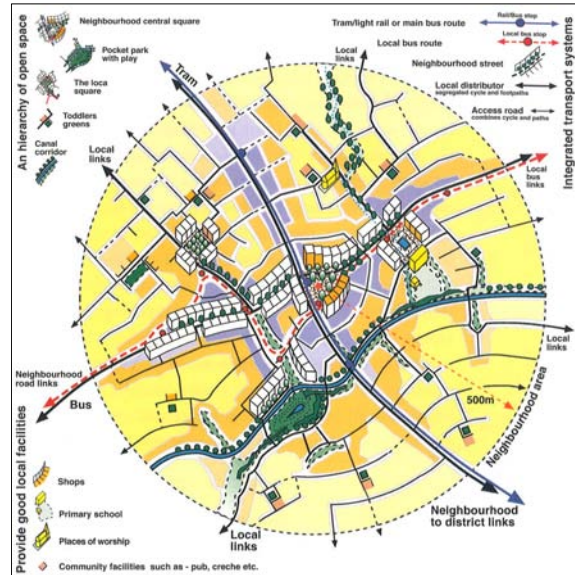 An hierarchy of open space
Neighbourhood central square
Pocket park
with play
The loca
square
Toddlers
greens
Canal
corridor
Integrated transport systems
Tram/light rail or main bus route
Rail/Bus stop
Local bus route
Local bus stop
Neighbourhood street
Local distributor
segregated cycle and footpaths
Access road
combines cycle and paths
Tram
Local
links
Local
links
Local
bus links
Local
links
500m
Neighbourhood area
Neighbourhood
road links
Bus
Local
links
Neighbourhood
to district links
Provide good local facilities
Shops
Primary school
Places of worship
Community facilities such as - pub, creche etc.